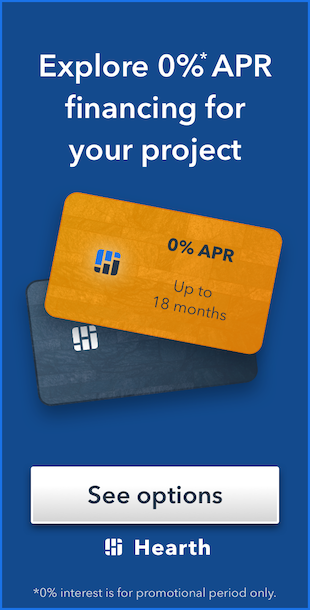 Explore 0%* APR
financing for
your project
0% APR
Up to
18 months
See options
Hearth
*0% interest is for promotional period only.